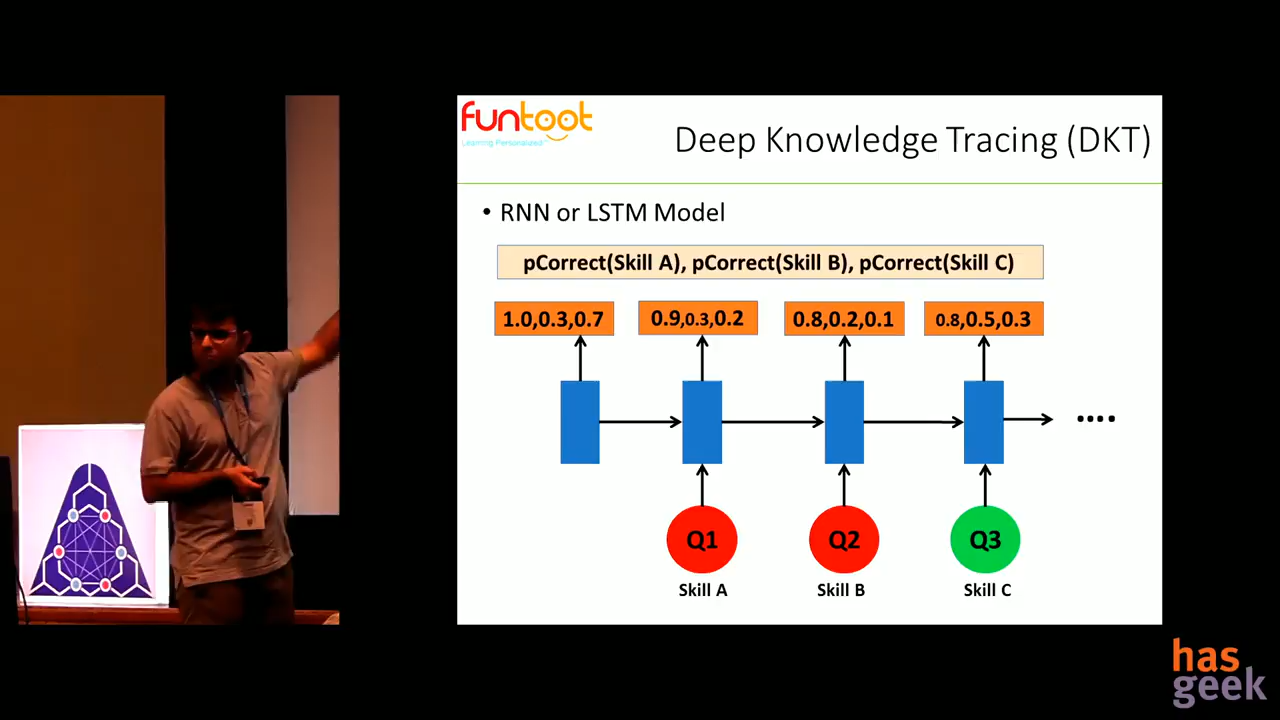 funtoot
Learning Personalized
Deep Knowledge Tracing (DKT)
• RNN or LSTM Model
pCorrect(Skill A), pCorrect(Skill B), pCorrect(Skill C)
1.0,0.3,0.7
0.9,0.3,0.2
0.8,0.2,0.1
0.8,0.5,0.3
....
Q1
Q2
Q3
Skill A
Skill B
Skill C
has
geek